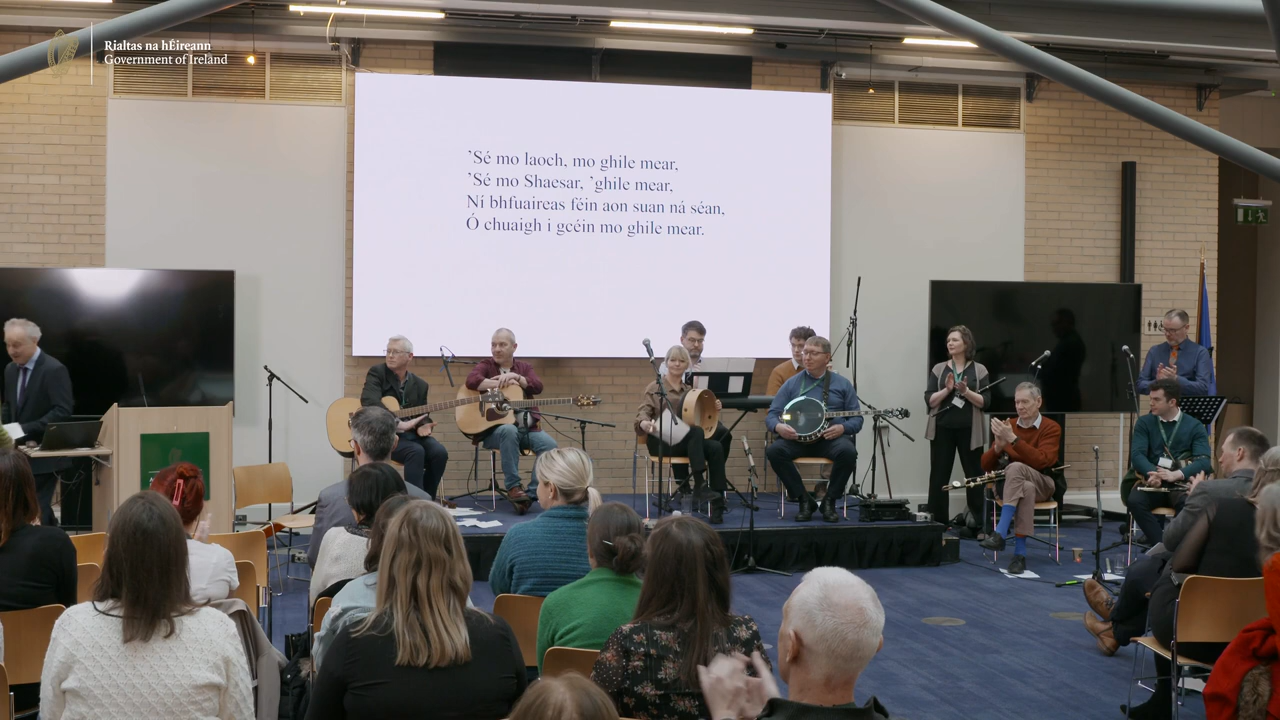 Rialtas na hÉireann
Government of Ireland
’Sé mo laoch, mo ghile mear,
’Sé mo Shaesar, ’ghile mear,
Ní bhfuaireas féin aon suan ná séan,
Ó chuaigh i gcéin mo ghile mear.